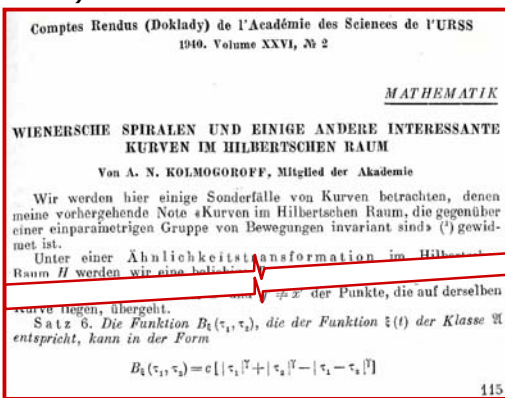 Comptes Rendus (Doklady) de l'Académie des Sciences de l'URSS
1940. Volume XXVI, № 2
MATHEMATIK
WIENERSCHE SPIRALEN UND EINIGE ANDERE INTERESSANTE
KURVEN IM HILBERTSCHEN RAUM
Von A. N. KOLMOGOROFF, Mitglied der Akademie
Wir werden hier einige Sonderfälle von Kurven betrachten, denen
meine vorhergehende Note «Kurven im Hilbertschen Raum, die gegenüber
einer einparametrigen Gruppe von Bewegungen invariant sind» (¹) gewid-
met ist.
Unter einer Ähnlichkeitstransformation im
Raum H werden wir eine
≠ x der Punkte, die auf derselben
Kurve liegen, übergeht.
Satz 6. Die Funktion B_ξ(τ₁, τ₂), die der Funktion ξ(t) der Klasse 𝔄
entspricht, kann in der Form
B_ξ(τ₁, τ₂) = c[|τ₁|^γ + |τ₂|^γ − |τ₁ − τ₂|^γ]
115